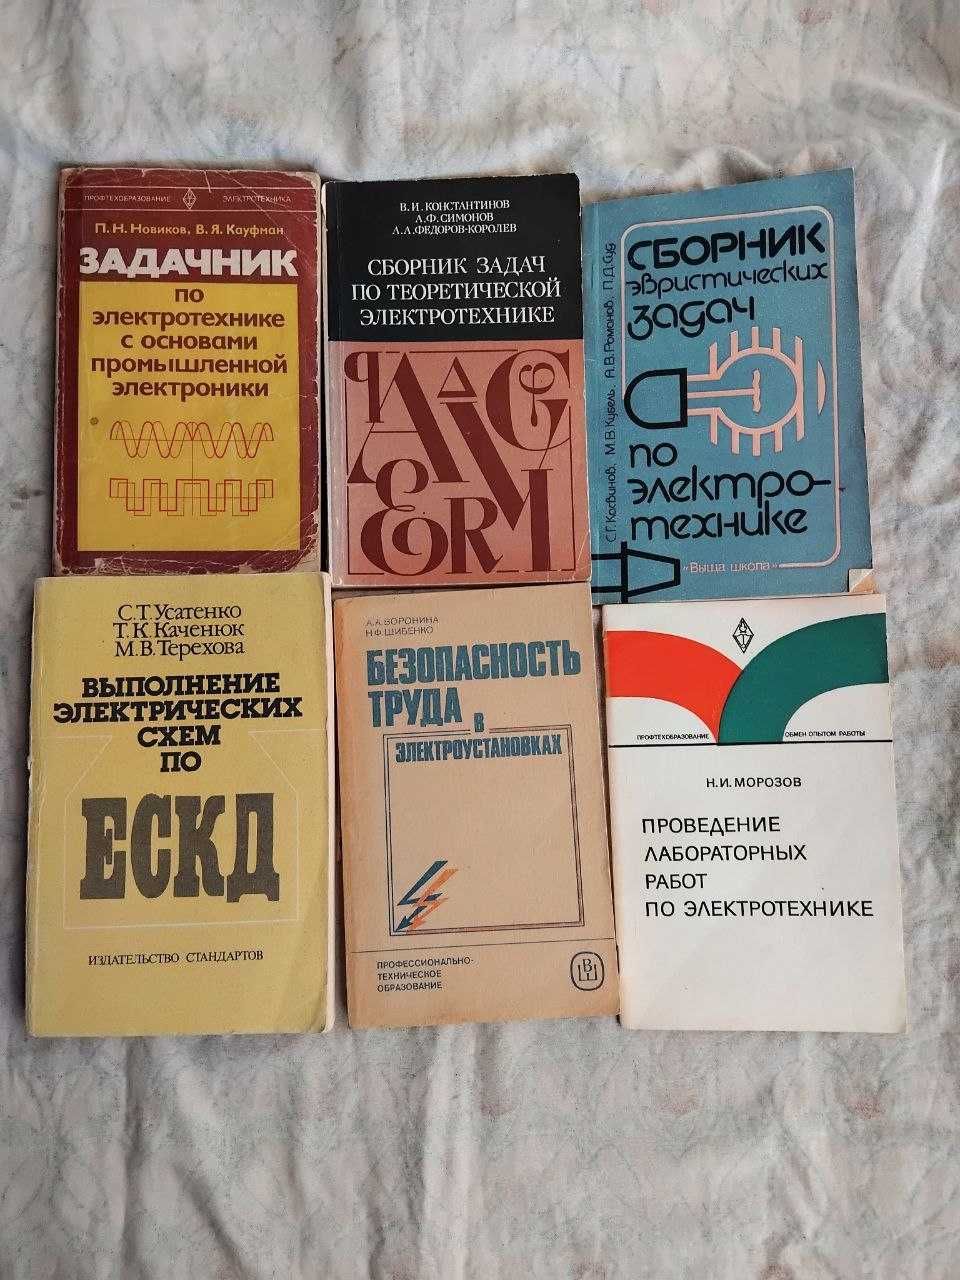 ПРОФТЕХОБРАЗОВАНИЕ ЭЛЕКТРОТЕХНИКА
П. Н. Новиков, В. Я. Кауфман
ЗАДАЧНИК
по
электротехнике
с основами
промышленной
электроники
В. И. КОНСТАНТИНОВ
А. Ф. СИМОНОВ
А. А. ФЕДОРОВ-КОРОЛЕВ
СБОРНИК ЗАДАЧ
ПО ТЕОРЕТИЧЕСКОЙ
ЭЛЕКТРОТЕХНИКЕ
СБОРНИК
эвристических
задач
по
электро-
технике
С. Г. М. В. Кубель, А. В. Романов, П. Д. Суд
«Выща школа»
С. Т. Усатенко
Т. К. Каченюк
М. В. Терехова
ВЫПОЛНЕНИЕ
ЭЛЕКТРИЧЕСКИХ
СХЕМ
ПО
ЕСКД
ИЗДАТЕЛЬСТВО СТАНДАРТОВ
А. А. ВОРОНИНА
Н. Ф. ШИБЕНКО
БЕЗОПАСНОСТЬ
ТРУДА
В
ЭЛЕКТРОУСТАНОВКАХ
ПРОФЕССИОНАЛЬНО-
ТЕХНИЧЕСКОЕ
ОБРАЗОВАНИЕ
ПРОФТЕХОБРАЗОВАНИЕ ОБМЕН ОПЫТОМ РАБОТЫ
Н. И. МОРОЗОВ
ПРОВЕДЕНИЕ
ЛАБОРАТОРНЫХ
РАБОТ
ПО ЭЛЕКТРОТЕХНИКЕ